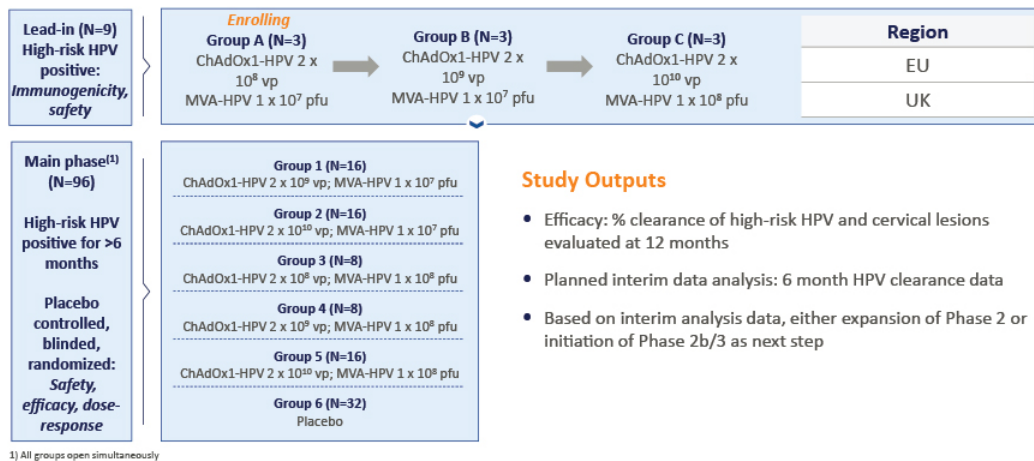 Lead-in (N=9)
High-risk HPV
positive:
Immunogenicity,
safety
Enrolling
Group A (N=3)
ChAdOx1-HPV 2 x
10⁸ vp
MVA-HPV 1 x 10⁷ pfu
Group B (N=3)
ChAdOx1-HPV 2 x
10⁹ vp
MVA-HPV 1 x 10⁷ pfu
Group C (N=3)
ChAdOx1-HPV 2 x
10¹⁰ vp
MVA-HPV 1 x 10⁸ pfu
Region
EU
UK
Main phase⁽¹⁾
(N=96)
High-risk HPV
positive for >6
months
Placebo
controlled,
blinded,
randomized:
Safety,
efficacy, dose-
response
Group 1 (N=16)
ChAdOx1-HPV 2 x 10⁹ vp; MVA-HPV 1 x 10⁷ pfu
Group 2 (N=16)
ChAdOx1-HPV 2 x 10¹⁰ vp; MVA-HPV 1 x 10⁷ pfu
Group 3 (N=8)
ChAdOx1-HPV 2 x 10⁸ vp; MVA-HPV 1 x 10⁸ pfu
Group 4 (N=8)
ChAdOx1-HPV 2 x 10⁹ vp; MVA-HPV 1 x 10⁸ pfu
Group 5 (N=16)
ChAdOx1-HPV 2 x 10¹⁰ vp; MVA-HPV 1 x 10⁸ pfu
Group 6 (N=32)
Placebo
Study Outputs
• Efficacy: % clearance of high-risk HPV and cervical lesions
evaluated at 12 months
• Planned interim data analysis: 6 month HPV clearance data
• Based on interim analysis data, either expansion of Phase 2 or
initiation of Phase 2b/3 as next step
1) All groups open simultaneously